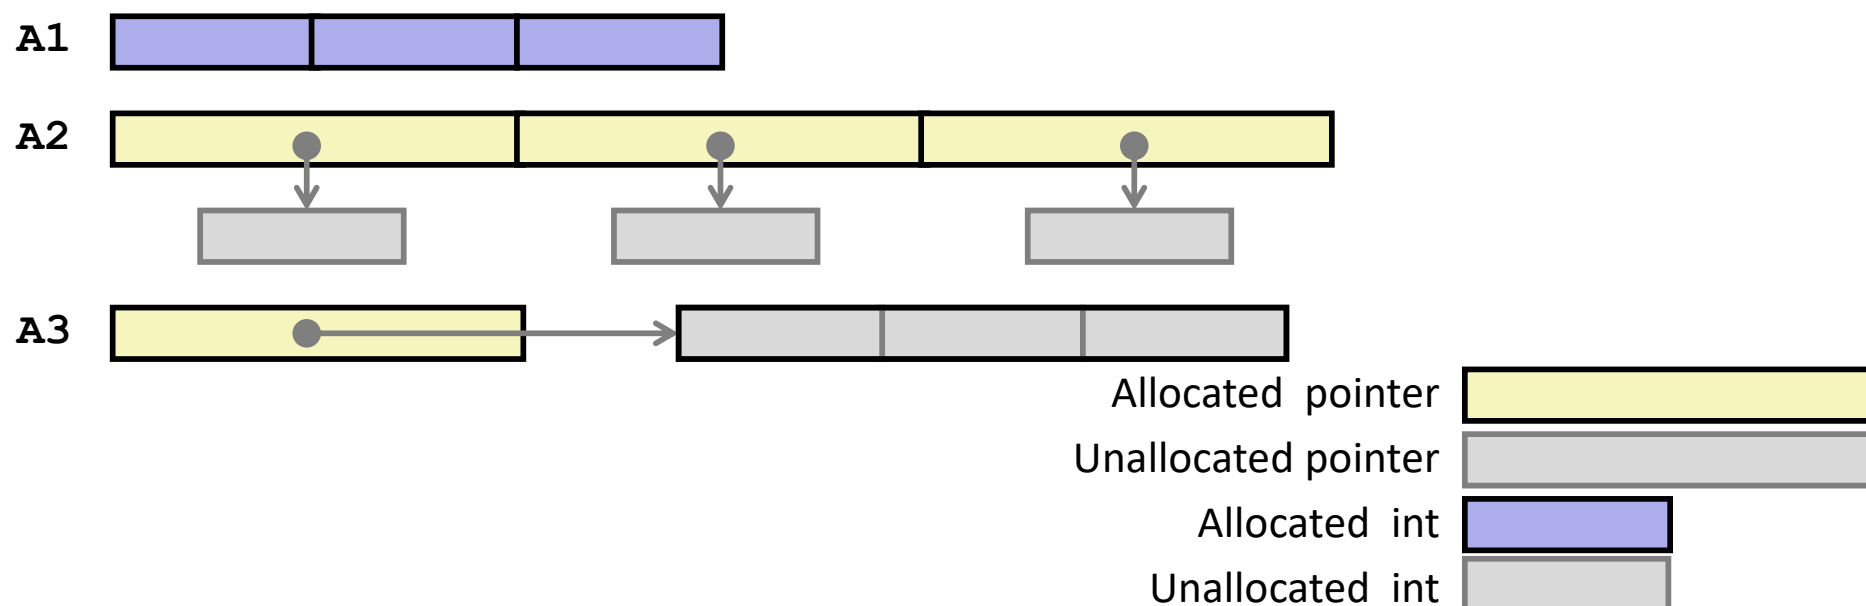 A1
A2
A3
Allocated pointer
Unallocated pointer
Allocated int
Unallocated int